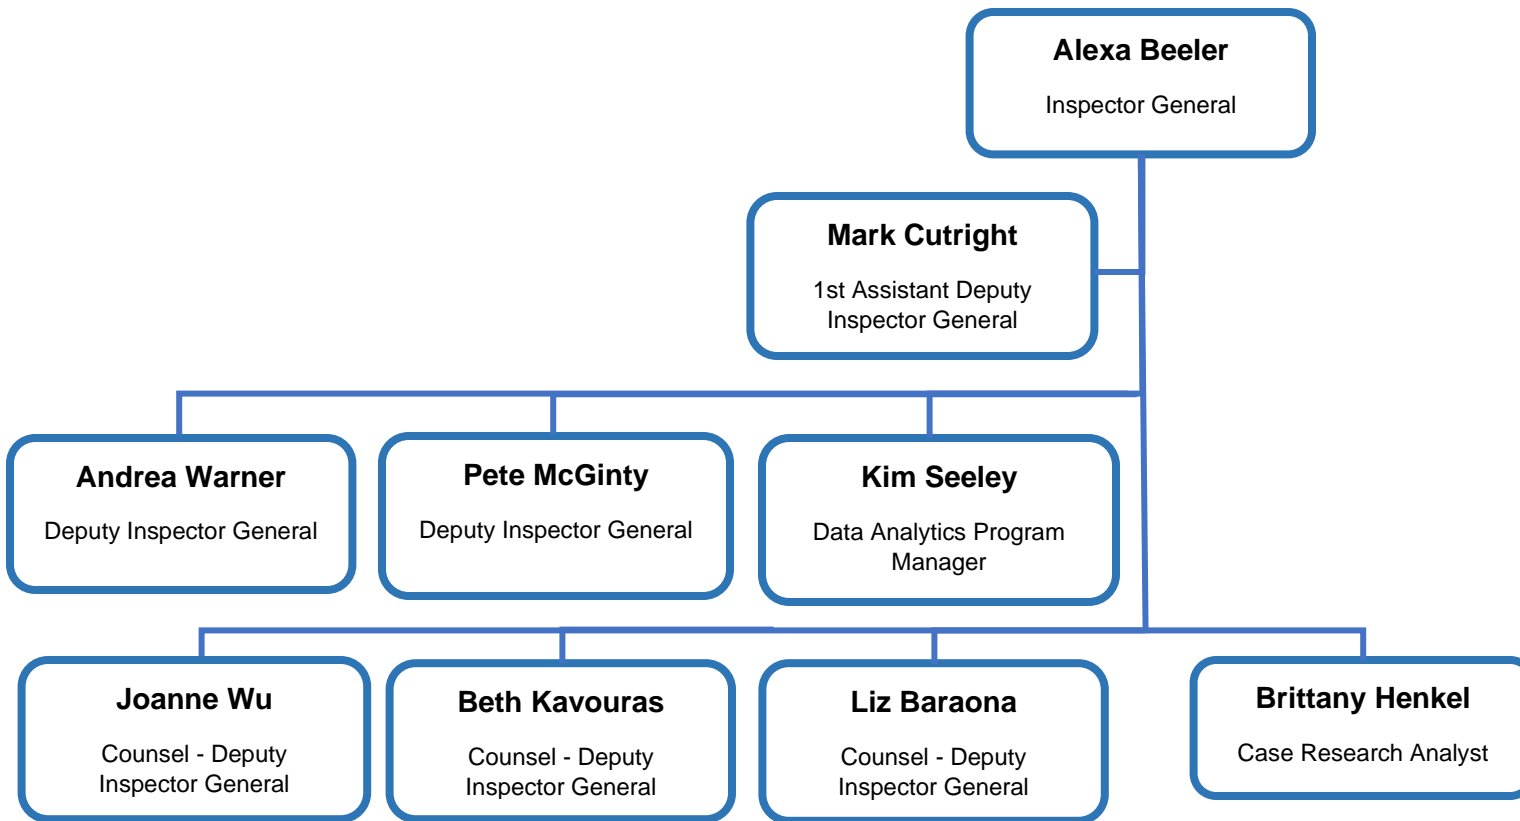 Alexa Beeler
Inspector General
Mark Cutright
1st Assistant Deputy
Inspector General
Andrea Warner
Deputy Inspector General
Pete McGinty
Deputy Inspector General
Kim Seeley
Data Analytics Program
Manager
Joanne Wu
Counsel - Deputy
Inspector General
Beth Kavouras
Counsel - Deputy
Inspector General
Liz Baraona
Counsel - Deputy
Inspector General
Brittany Henkel
Case Research Analyst